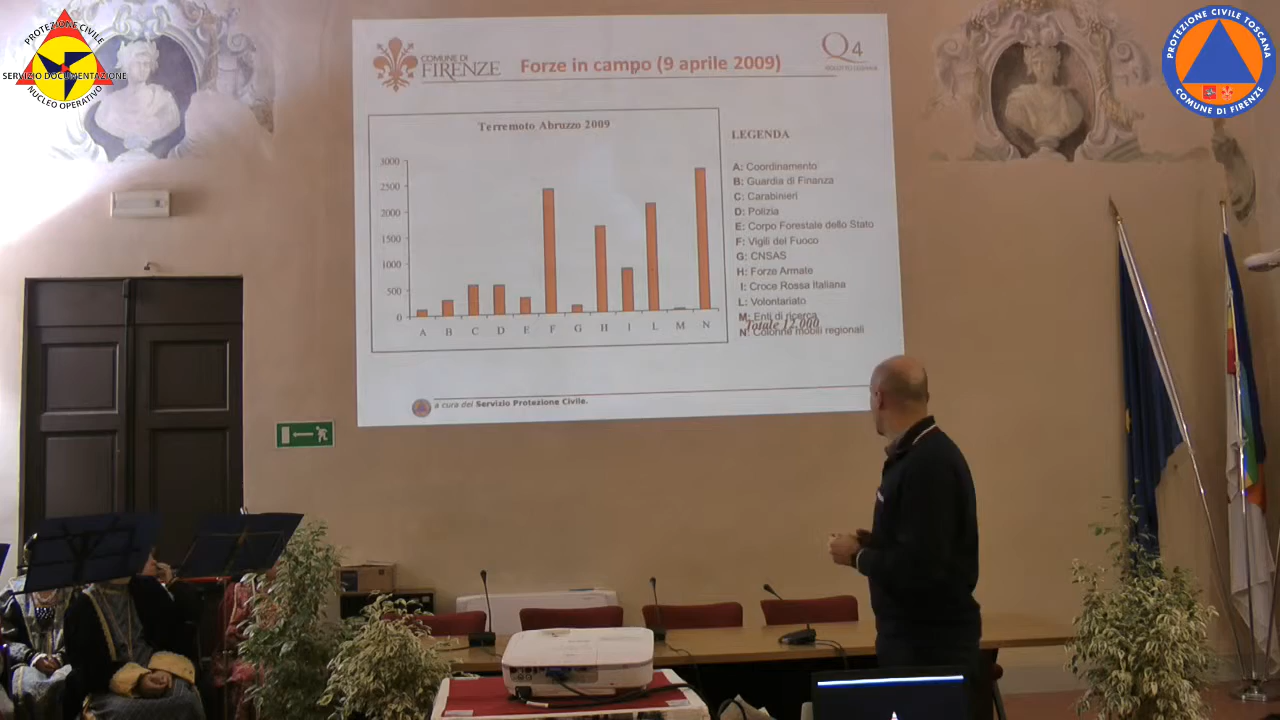 PROTEZIONE CIVILE
SERVIZIO DOCUMENTAZIONE
NUCLEO OPERATIVO
COMUNE DI
FIRENZE
Forze in campo (9 aprile 2009)
Q4
PROTEZIONE CIVILE TOSCANA
COMUNE DI FIRENZE
Terremoto Abruzzo 2009
3000
2500
2000
1500
1000
500
0
A B C D E F G H I L M N
LEGENDA
A: Coordinamento
B: Guardia di Finanza
C: Carabinieri
D: Polizia
E: Corpo Forestale dello Stato
F: Vigili del Fuoco
G: CNSAS
H: Forze Armate
I: Croce Rossa Italiana
L: Volontariato
M: Enti di ricerca
Totale 12.000
N: Colonne mobili regionali
a cura del Servizio Protezione Civile.